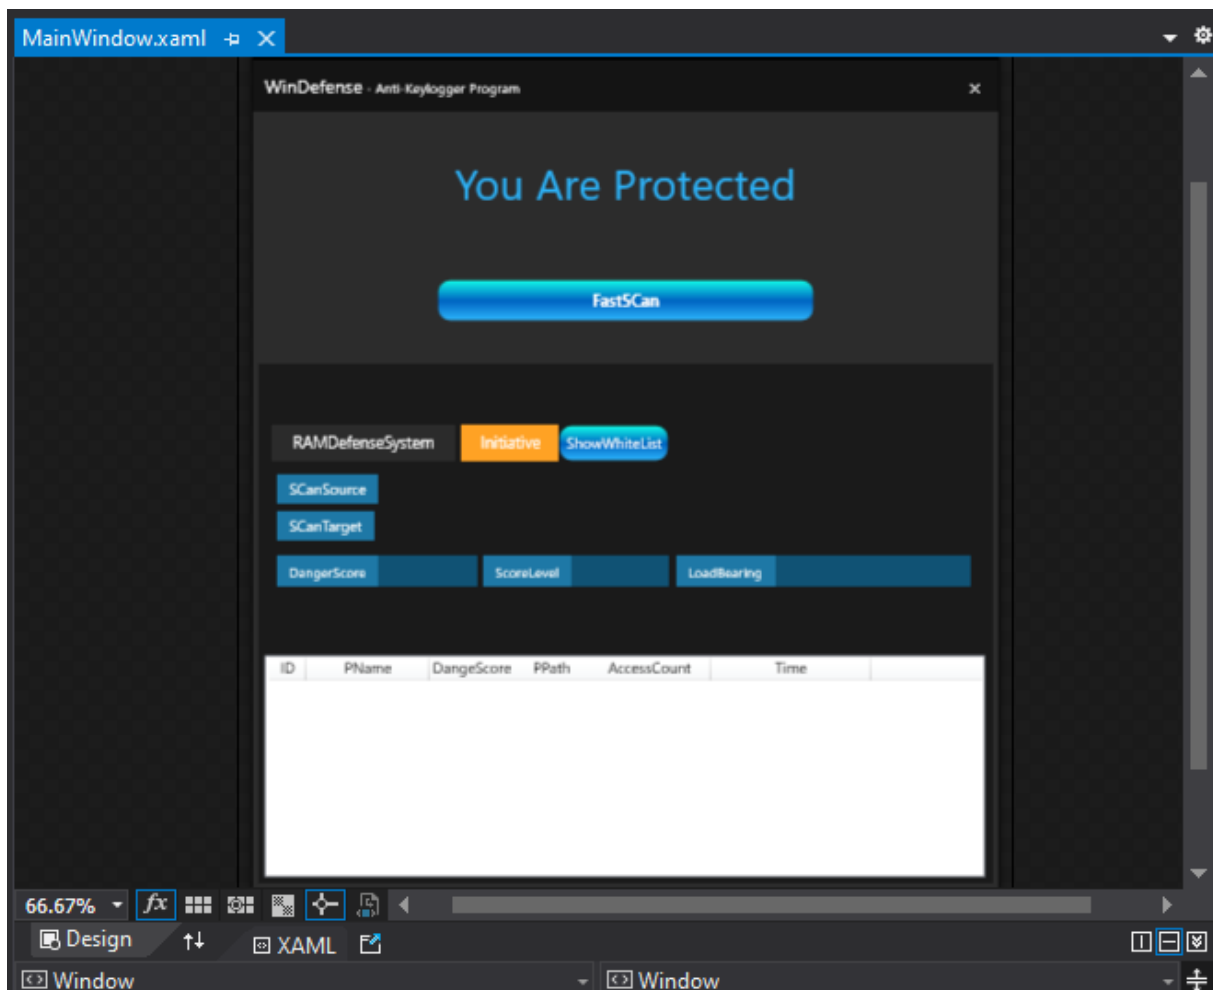 MainWindow.xaml
WinDefense - Anti-Keylogger Program
You Are Protected
FastSCan
RAMDefenseSystem Initiative ShowWhiteList
SCanSource
SCanTarget
DangerScore ScoreLevel LoadBearing
ID PName DangeScore PPath AccessCount Time
66.67% fx
Design XAML
Window Window